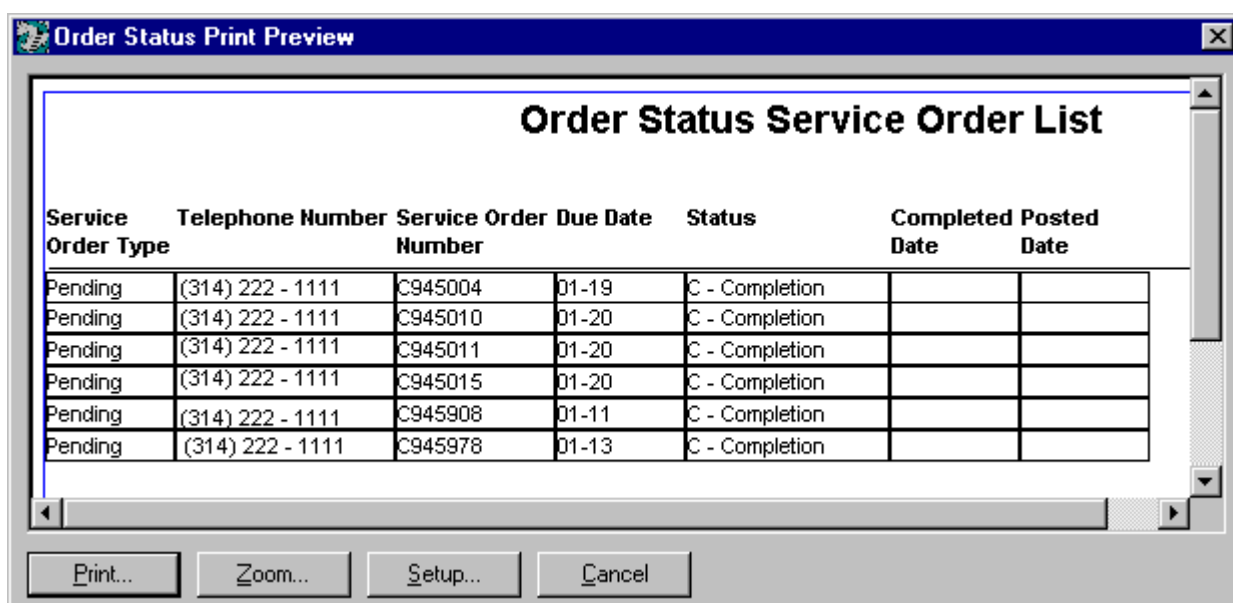 Order Status Print Preview
Order Status Service Order List
Service Telephone Number Service Order Due Date Status Completed Posted
Order Type Number Date Date
Pending (314) 222 - 1111 C945004 01-19 C - Completion
Pending (314) 222 - 1111 C945010 01-20 C - Completion
Pending (314) 222 - 1111 C945011 01-20 C - Completion
Pending (314) 222 - 1111 C945015 01-20 C - Completion
Pending (314) 222 - 1111 C945908 01-11 C - Completion
Pending (314) 222 - 1111 C945978 01-13 C - Completion
Print... Zoom... Setup... Cancel